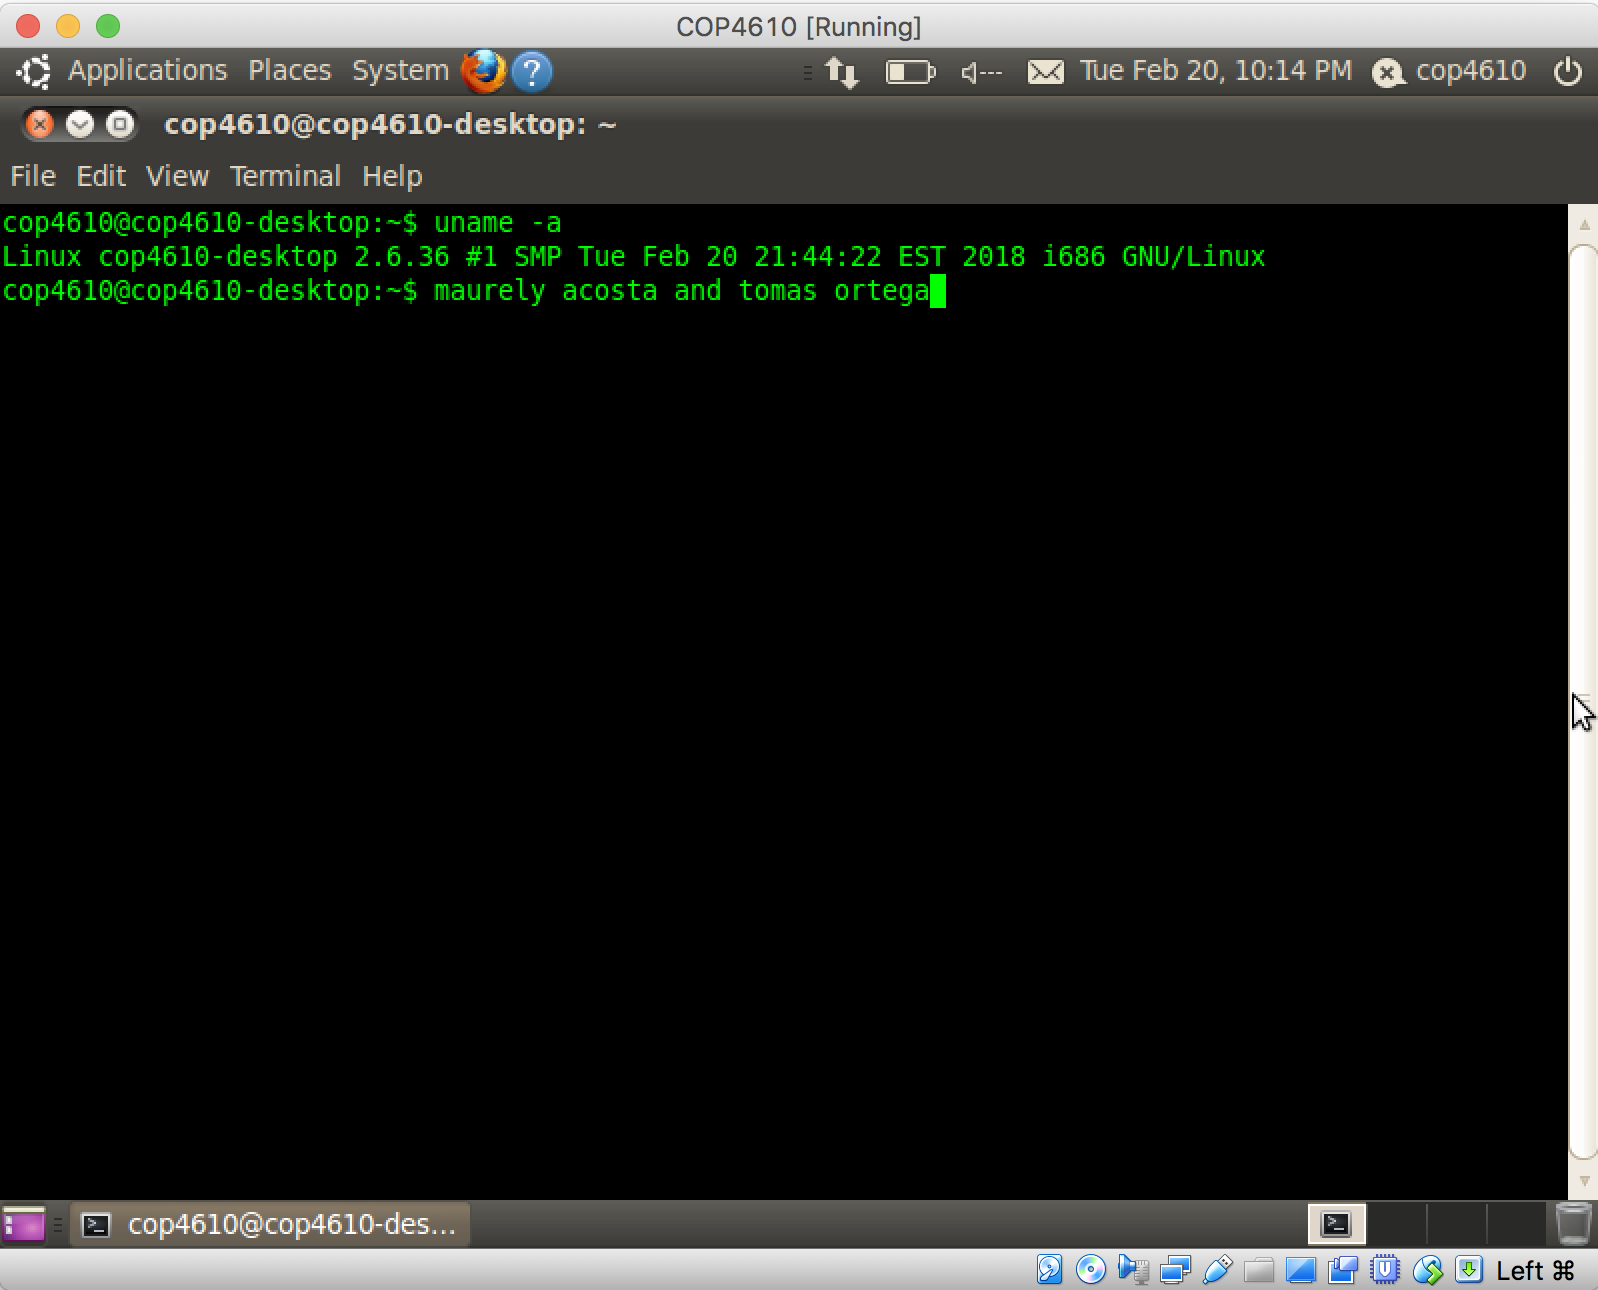 COP4610 [Running]
Applications Places System Tue Feb 20, 10:14 PM cop4610
cop4610@cop4610-desktop: ~
File Edit View Terminal Help
cop4610@cop4610-desktop:~$ uname -a
Linux cop4610-desktop 2.6.36 #1 SMP Tue Feb 20 21:44:22 EST 2018 i686 GNU/Linux
cop4610@cop4610-desktop:~$ maurely acosta and tomas ortega
cop4610@cop4610-des...
Left ⌘